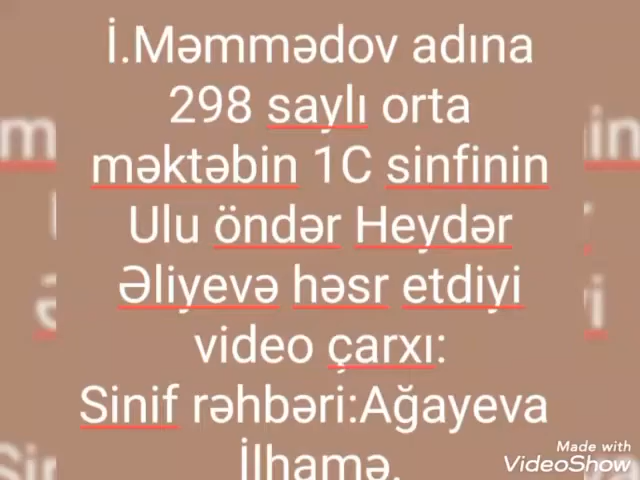 İ.Məmmədov adına
298 saylı orta
məktəbin 1C sinfinin
Ulu öndər Heydər
Əliyevə həsr etdiyi
video çarxı:
Sinif rəhbəri:Ağayeva
İlhamə.
Made with
VideoShow